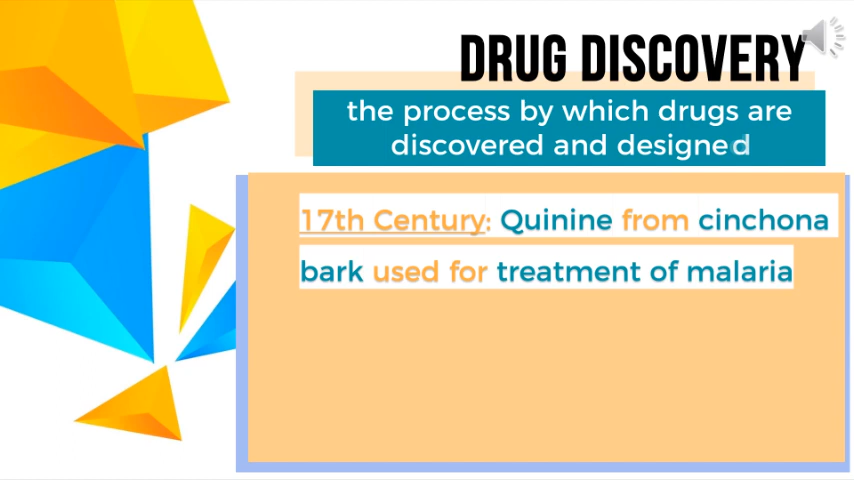 DRUG DISCOVERY
the process by which drugs are
discovered and designed
17th Century: Quinine from cinchona
bark used for treatment of malaria